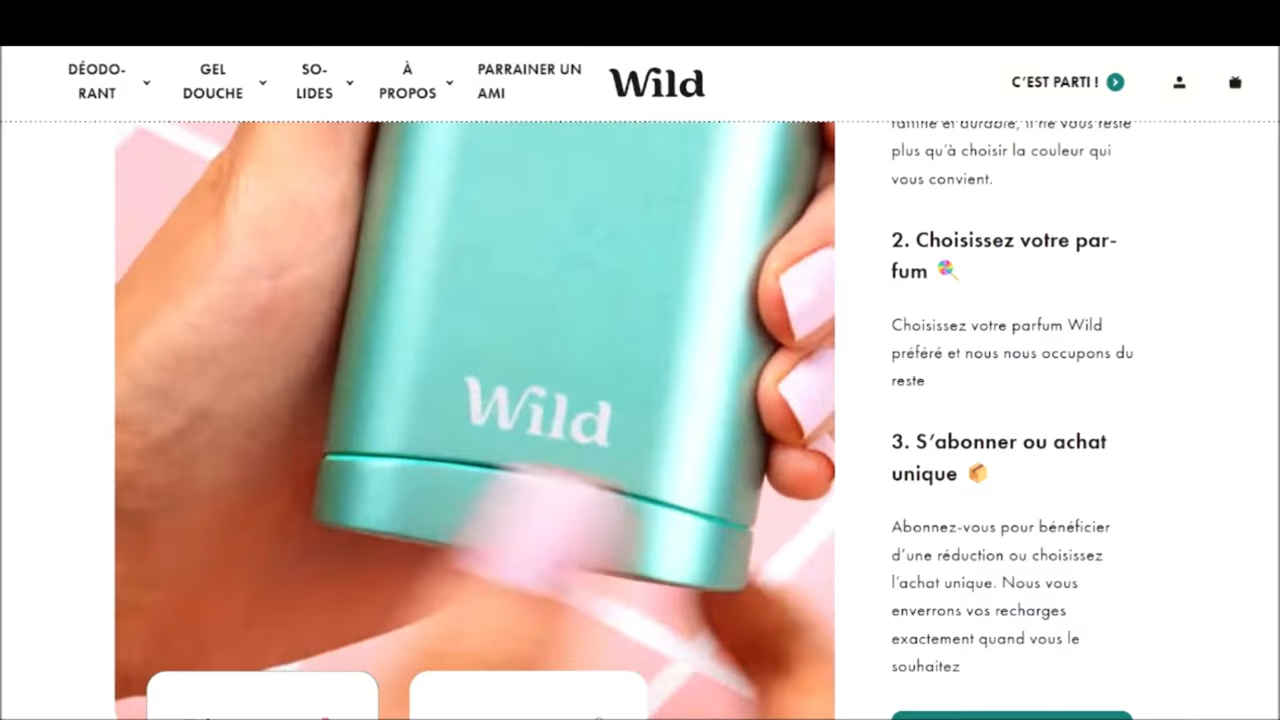 DÉODO-
RANT
GEL
DOUCHE
SO-
LIDES
À
PROPOS
PARRAINER UN
AMI
Wild
C'EST PARTI !
plus qu'à choisir la couleur qui
vous convient.
2. Choisissez votre par-
fum
Choisissez votre parfum Wild
préféré et nous nous occupons du
reste
3. S'abonner ou achat
unique
Abonnez-vous pour bénéficier
d'une réduction ou choisissez
l'achat unique. Nous vous
enverrons vos recharges
exactement quand vous le
souhaitez
Wild